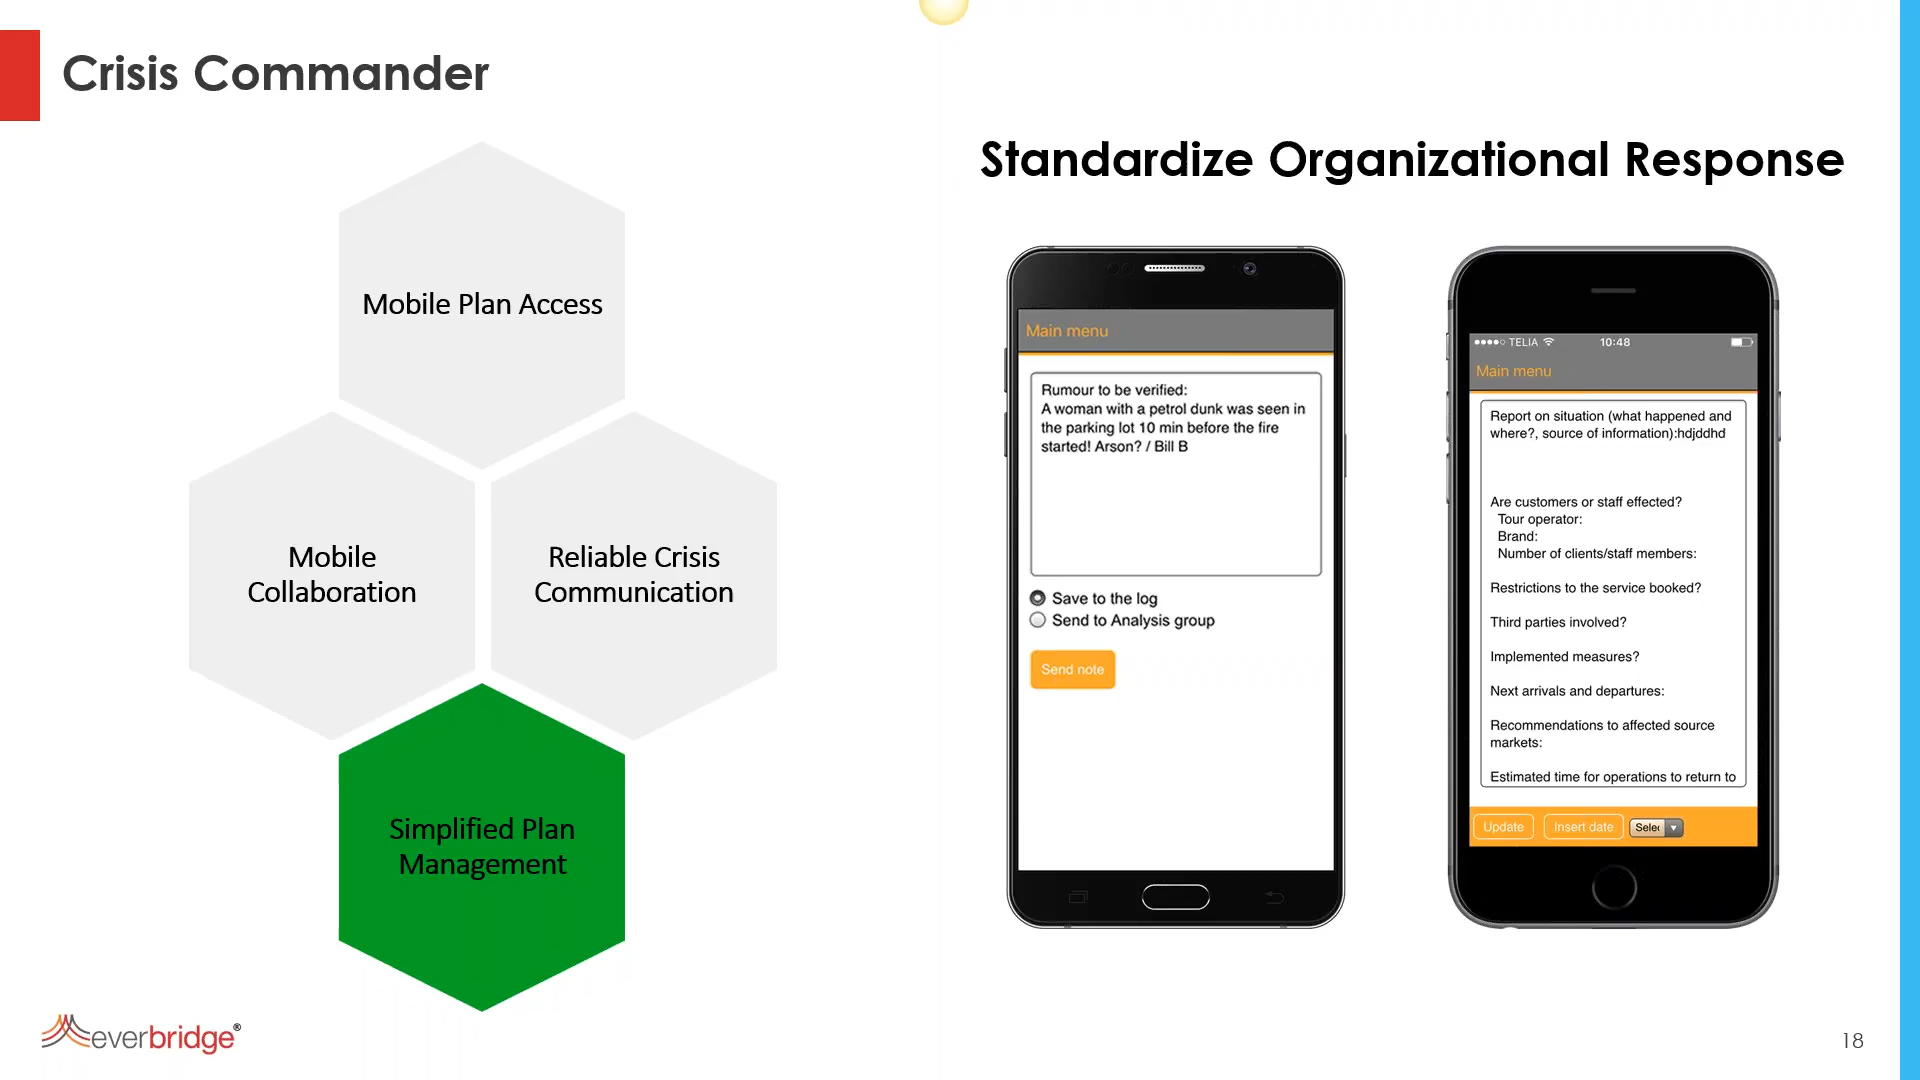 Crisis Commander
Mobile Plan Access
Mobile
Collaboration
Reliable Crisis
Communication
Simplified Plan
Management
Standardize Organizational Response
Main menu
Rumour to be verified:
A woman with a petrol dunk was seen in
the parking lot 10 min before the fire
started! Arson? / Bill B
Save to the log
Send to Analysis group
Send note
TELIA 10:48
Main menu
Report on situation (what happened and
where?, source of information):hdjddhd
Are customers or staff effected?
Tour operator:
Brand:
Number of clients/staff members:
Restrictions to the service booked?
Third parties involved?
Implemented measures?
Next arrivals and departures:
Recommendations to affected source
markets:
Estimated time for operations to return to
Update Insert date Selec
everbridge®
18